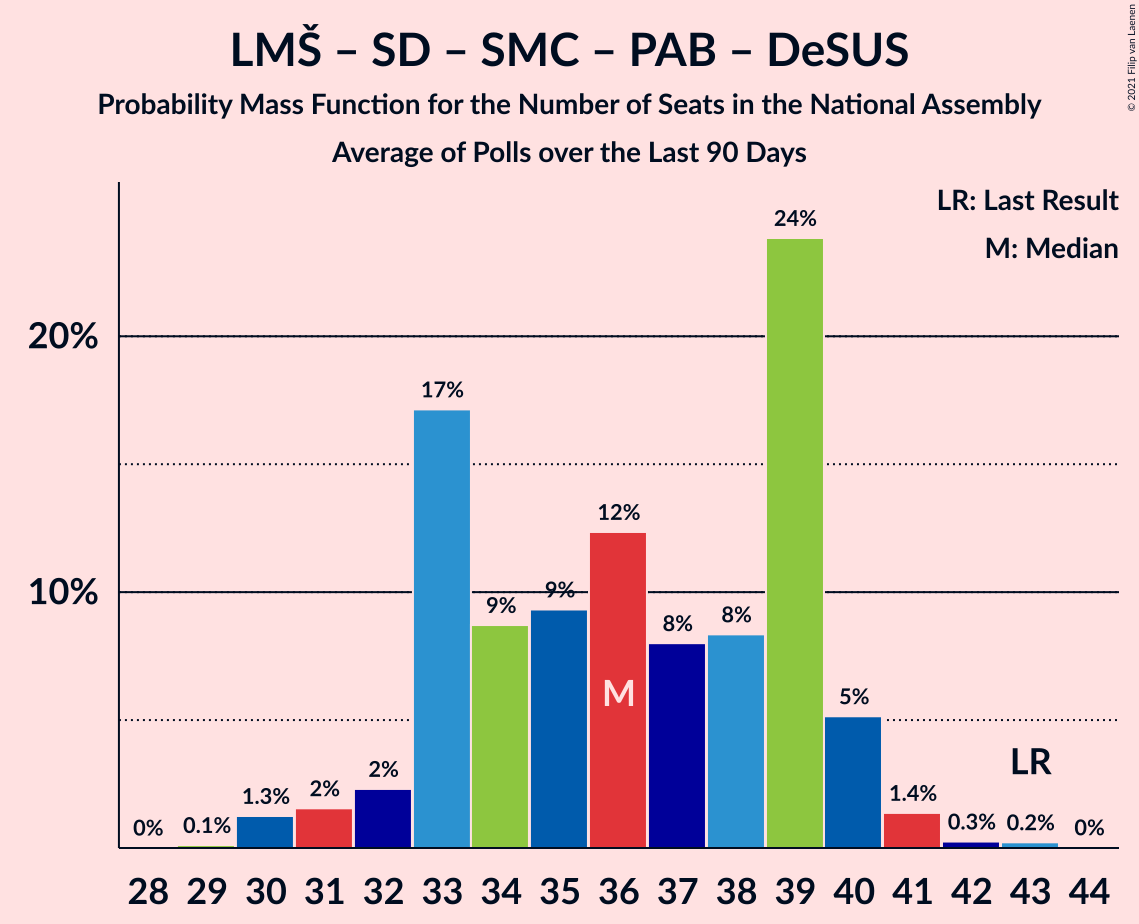 LMŠ – SD – SMC – PAB – DeSUS
Probability Mass Function for the Number of Seats in the National Assembly
Average of Polls over the Last 90 Days
© 2021 Filip van Laenen
LR: Last Result
M: Median
20%
10%
0%
0.1%
1.3%
2%
2%
17%
9%
9%
12%
8%
8%
24%
5%
1.4%
0.3%
0.2%
0%
M
LR
28 29 30 31 32 33 34 35 36 37 38 39 40 41 42 43 44